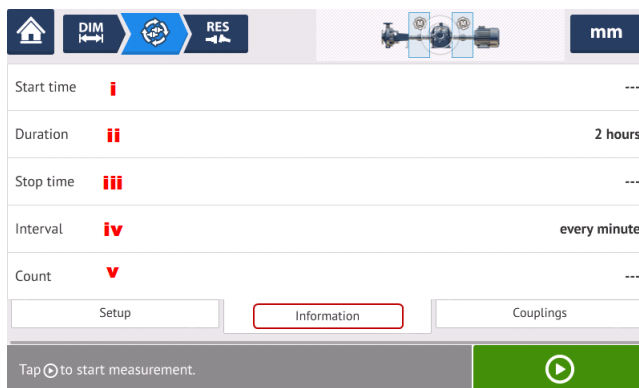 DIM RES mm
Start time i ---
Duration ii 2 hours
Stop time iii ---
Interval iv every minute
Count v ---
Setup Information Couplings
Tap to start measurement.